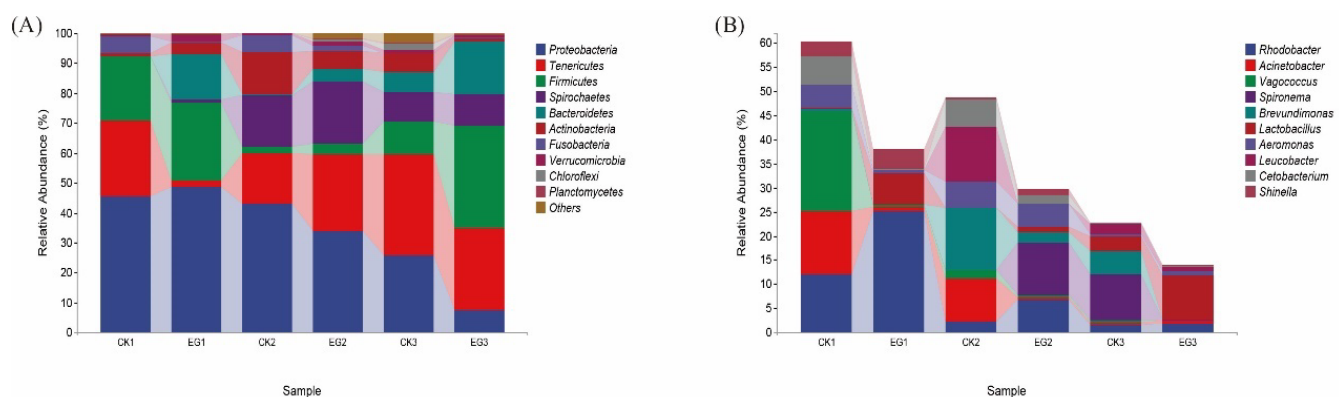 (A)
Relative Abundance (%)
100
90
80
70
60
50
40
30
20
10
0
CK1 EG1 CK2 EG2 CK3 EG3
Sample
Proteobacteria
Tenericutes
Firmicutes
Spirochaetes
Bacteroidetes
Actinobacteria
Fusobacteria
Verrucomicrobia
Chloroflexi
Planctomycetes
Others
(B)
Relative Abundance (%)
60
55
50
45
40
35
30
25
20
15
10
5
0
CK1 EG1 CK2 EG2 CK3 EG3
Sample
Rhodobacter
Acinetobacter
Vagococcus
Spironema
Brevundimonas
Lactobacillus
Aeromonas
Leucobacter
Cetobacterium
Shinella